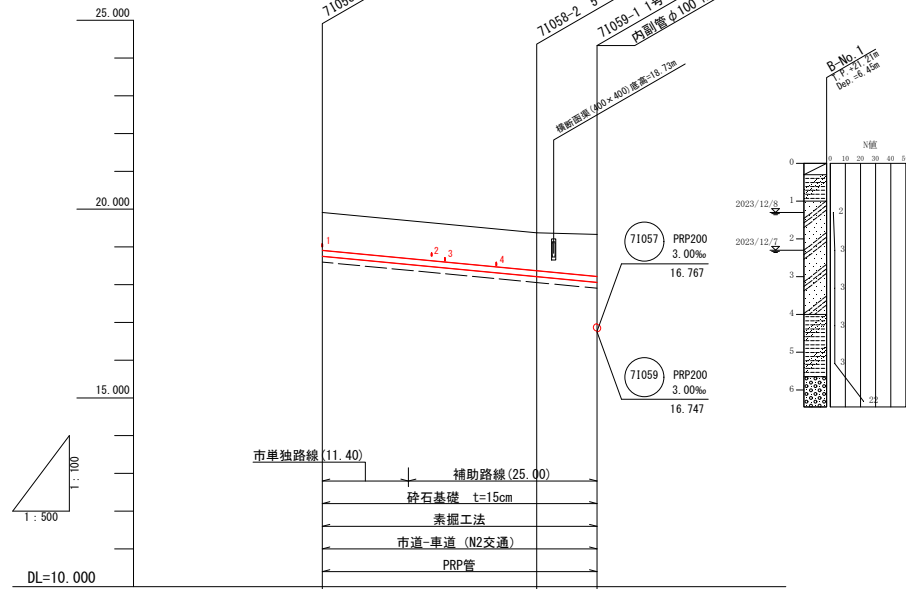 25.000
20.000
15.000
DL=10.000
1 : 100
1 : 500
71058-2
71059-1 1号
内副管φ100
横断面渠(400×400)底高=18.73m
1
2
3
4
71057
PRP200
3.00‰
16.767
71059
PRP200
3.00‰
16.747
市単独路線(11.40)
補助路線(25.00)
砕石基礎 t=15cm
素掘工法
市道-車道 (N2交通)
PRP管
B-No.1
T.P.+21.21m
Dep.=6.45m
N値
0 10 20 30 40 5
0
1
2
3
4
5
6
2023/12/8
2023/12/7
2
3
3
3
3
22